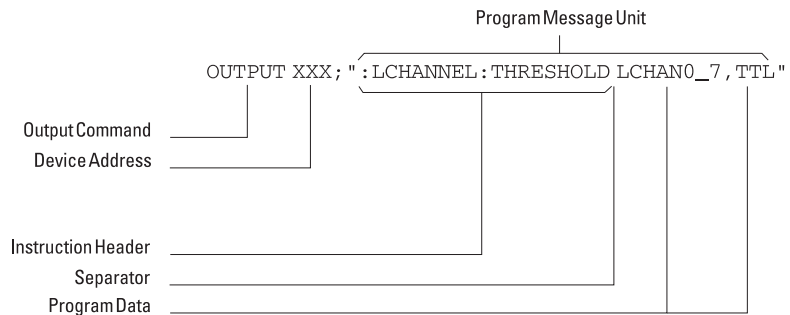 Program Message Unit
OUTPUT XXX;":LCHANNEL:THRESHOLD LCHAN0_7,TTL"
Output Command
Device Address
Instruction Header
Separator
Program Data